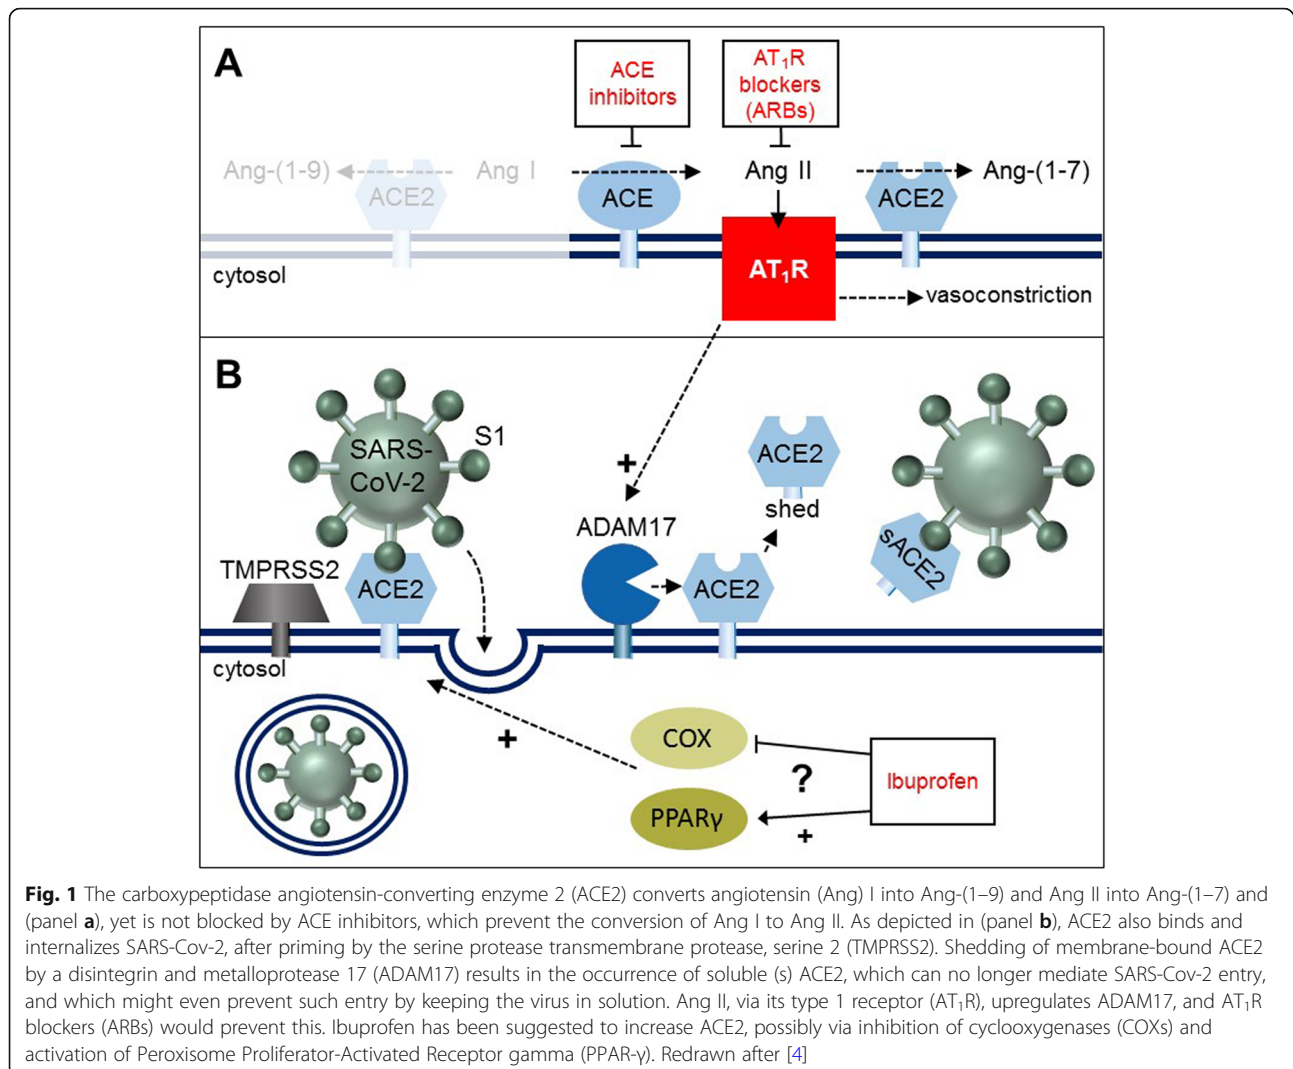 A
ACE
inhibitors
AT₁R
blockers
(ARBs)
Ang-(1-9)
ACE2
Ang I
ACE
Ang II
ACE2
Ang-(1-7)
cytosol
AT₁R
vasoconstriction
B
SARS-
CoV-2
S1
+
ADAM17
ACE2
shed
sACE2
TMPRSS2
ACE2
ACE2
cytosol
+
COX
?
Ibuprofen
PPARγ
+
Fig. 1 The carboxypeptidase angiotensin-converting enzyme 2 (ACE2) converts angiotensin (Ang) I into Ang-(1–9) and Ang II into Ang-(1–7) and
(panel a), yet is not blocked by ACE inhibitors, which prevent the conversion of Ang I to Ang II. As depicted in (panel b), ACE2 also binds and
internalizes SARS-Cov-2, after priming by the serine protease transmembrane protease, serine 2 (TMPRSS2). Shedding of membrane-bound ACE2
by a disintegrin and metalloprotease 17 (ADAM17) results in the occurrence of soluble (s) ACE2, which can no longer mediate SARS-Cov-2 entry,
and which might even prevent such entry by keeping the virus in solution. Ang II, via its type 1 receptor (AT₁R), upregulates ADAM17, and AT₁R
blockers (ARBs) would prevent this. Ibuprofen has been suggested to increase ACE2, possibly via inhibition of cyclooxygenases (COXs) and
activation of Peroxisome Proliferator-Activated Receptor gamma (PPAR-γ). Redrawn after [4]